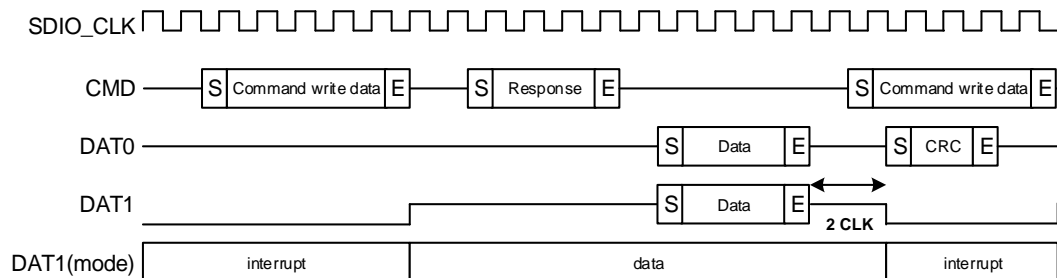 SDIO_CLK
CMD S Command write data E S Response E S Command write data E
DAT0 S Data E S CRC E
DAT1 S Data E
2 CLK
DAT1(mode) interrupt data interrupt